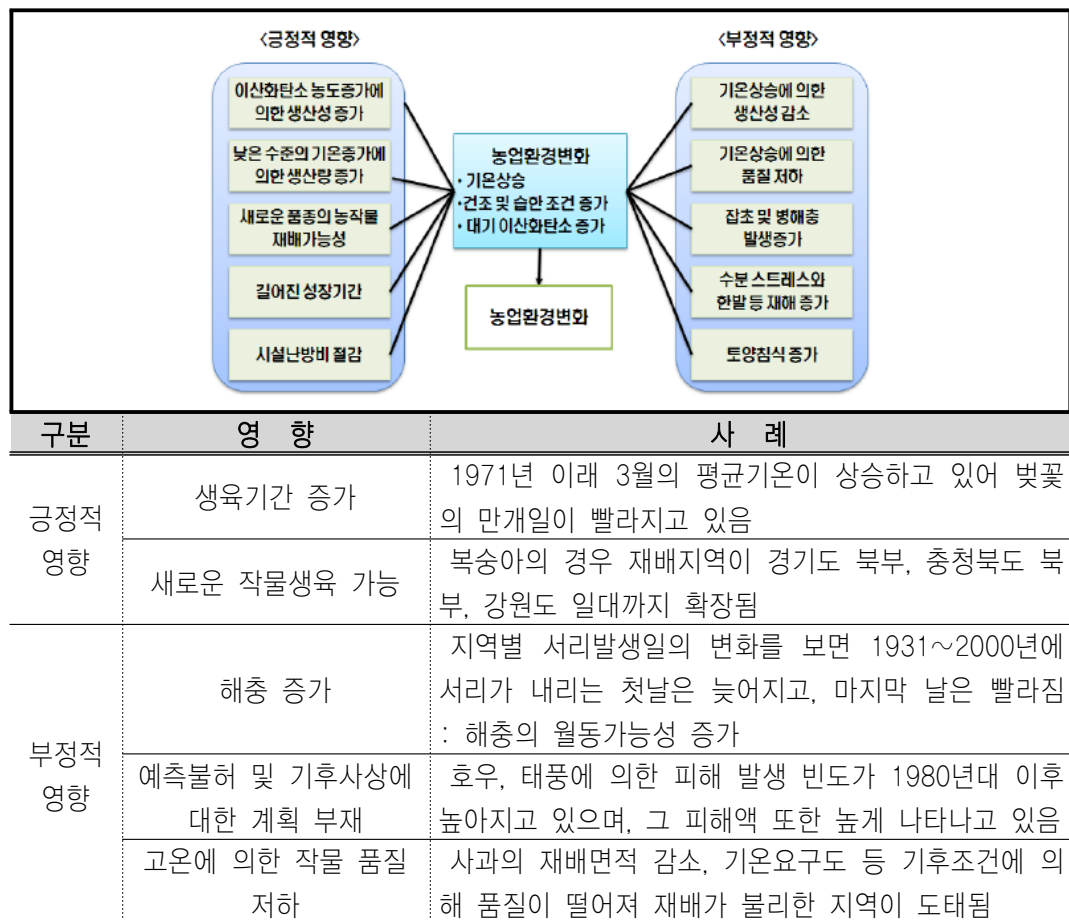 <긍정적 영향>
이산화탄소 농도증가에
의한 생산성 증가
낮은 수준의 기온증가에
의한 생산량 증가
새로운 품종의 농작물
재배가능성
길어진 성장기간
시설난방비 절감
농업환경변화
· 기온상승
·건조 및 습한 조건 증가
· 대기 이산화탄소 증가
농업환경변화
<부정적 영향>
기온상승에 의한
생산성 감소
기온상승에 의한
품질 저하
잡초 및 병해충
발생증가
수분 스트레스와
한발 등 재해 증가
토양침식 증가
구분 영 향 사 례
긍정적
영향
생육기간 증가
1971년 이래 3월의 평균기온이 상승하고 있어 벚꽃
의 만개일이 빨라지고 있음
새로운 작물생육 가능
복숭아의 경우 재배지역이 경기도 북부, 충청북도 북
부, 강원도 일대까지 확장됨
부정적
영향
해충 증가
지역별 서리발생일의 변화를 보면 1931~2000년에
서리가 내리는 첫날은 늦어지고, 마지막 날은 빨라짐
: 해충의 월동가능성 증가
예측불허 및 기후사상에
대한 계획 부재
호우, 태풍에 의한 피해 발생 빈도가 1980년대 이후
높아지고 있으며, 그 피해액 또한 높게 나타나고 있음
고온에 의한 작물 품질
저하
사과의 재배면적 감소, 기온요구도 등 기후조건에 의
해 품질이 떨어져 재배가 불리한 지역이 도태됨